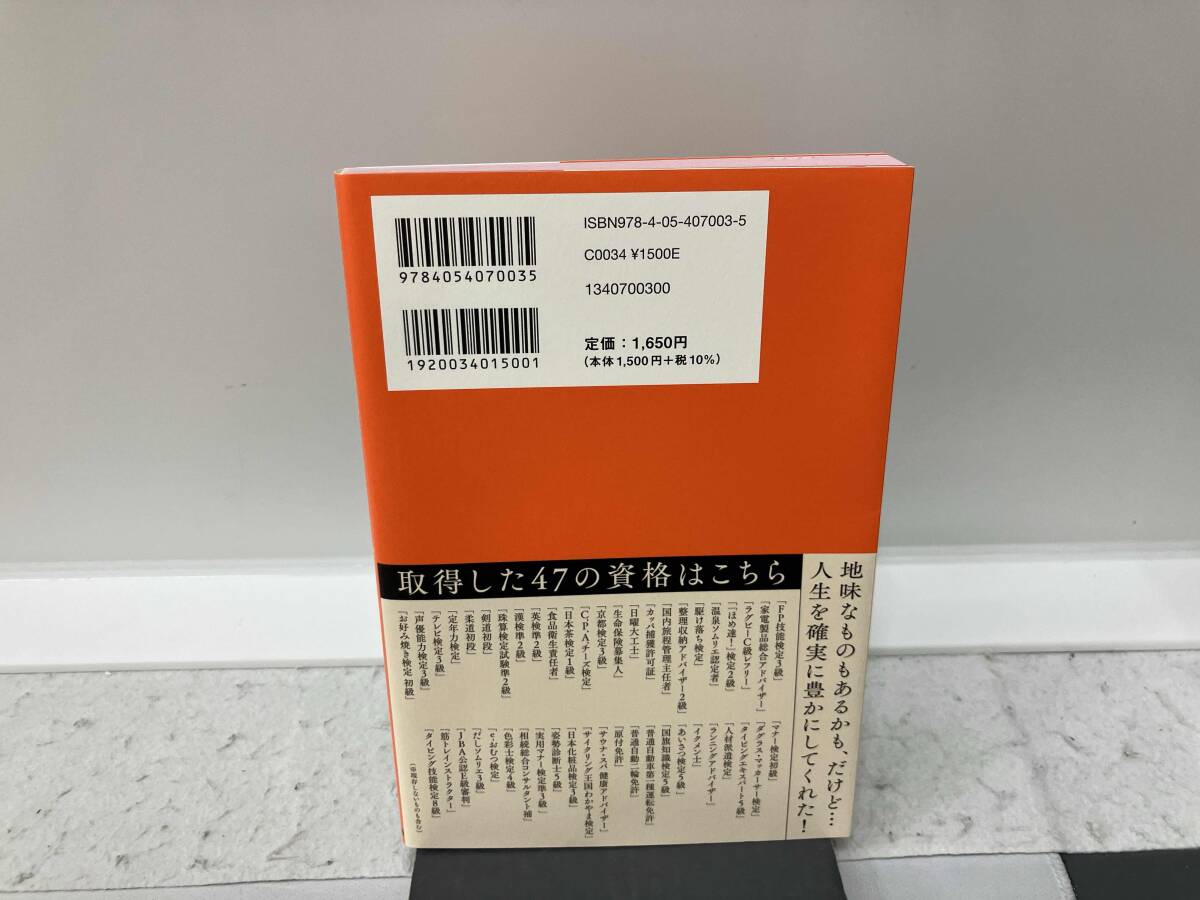 ISBN978-4-05-407003-5
9784054070035
C0034 ¥1500E
1340700300
1920034015001
定価：1,650円
（本体1,500円＋税10%）
地味なものもあるかも、だけど…
人生を確実に豊かにしてくれた！
取得した47の資格はこちら
「FP技能検定3級」
「家電製品総合アドバイザー」
「ラグビーC級レフリー」
「「ほめ達！」検定2級」
「温泉ソムリエ認定者」
「駆け落ち検定」
「整理収納アドバイザー2級」
「国内旅程管理主任者」
「カッパ捕獲許可証」
「日曜大工士」
「生命保険募集人」
「京都検定3級」
「C.P.A.チーズ検定」
「日本茶検定1級」
「食品衛生責任者」
「英検準2級」
「漢検準2級」
「珠算検定試験準2級」
「剣道初段」
「柔道初段」
「定年力検定」
「テレビ検定3級」
「声優能力検定3級」
「お好み焼き検定 初級」
「マナー検定初級」
「ダグラス・マッカーサー検定」
「タイピングエキスパート5級」
「人材派遣検定」
「ランニングアドバイザー」
「イクメン士」
「あいさつ検定5級」
「国旗知識検定5級」
「普通自動車第一種運転免許」
「普通自動二輪免許」
「原付免許」
「サウナ・スパ 健康アドバイザー」
「サイクリング王国わかやま検定」
「日本化粧品検定3級」
「姿勢診断士5級」
「実用マナー検定準3級」
「相続総合コンサルタント補」
「色彩士検定4級」
「e・おむつ検定」
「だしソムリエ3級」
「JBA公認E級審判」
「筋トレインストラクター」
「タイピング技能検定8級」
（※現存しないものも含む）